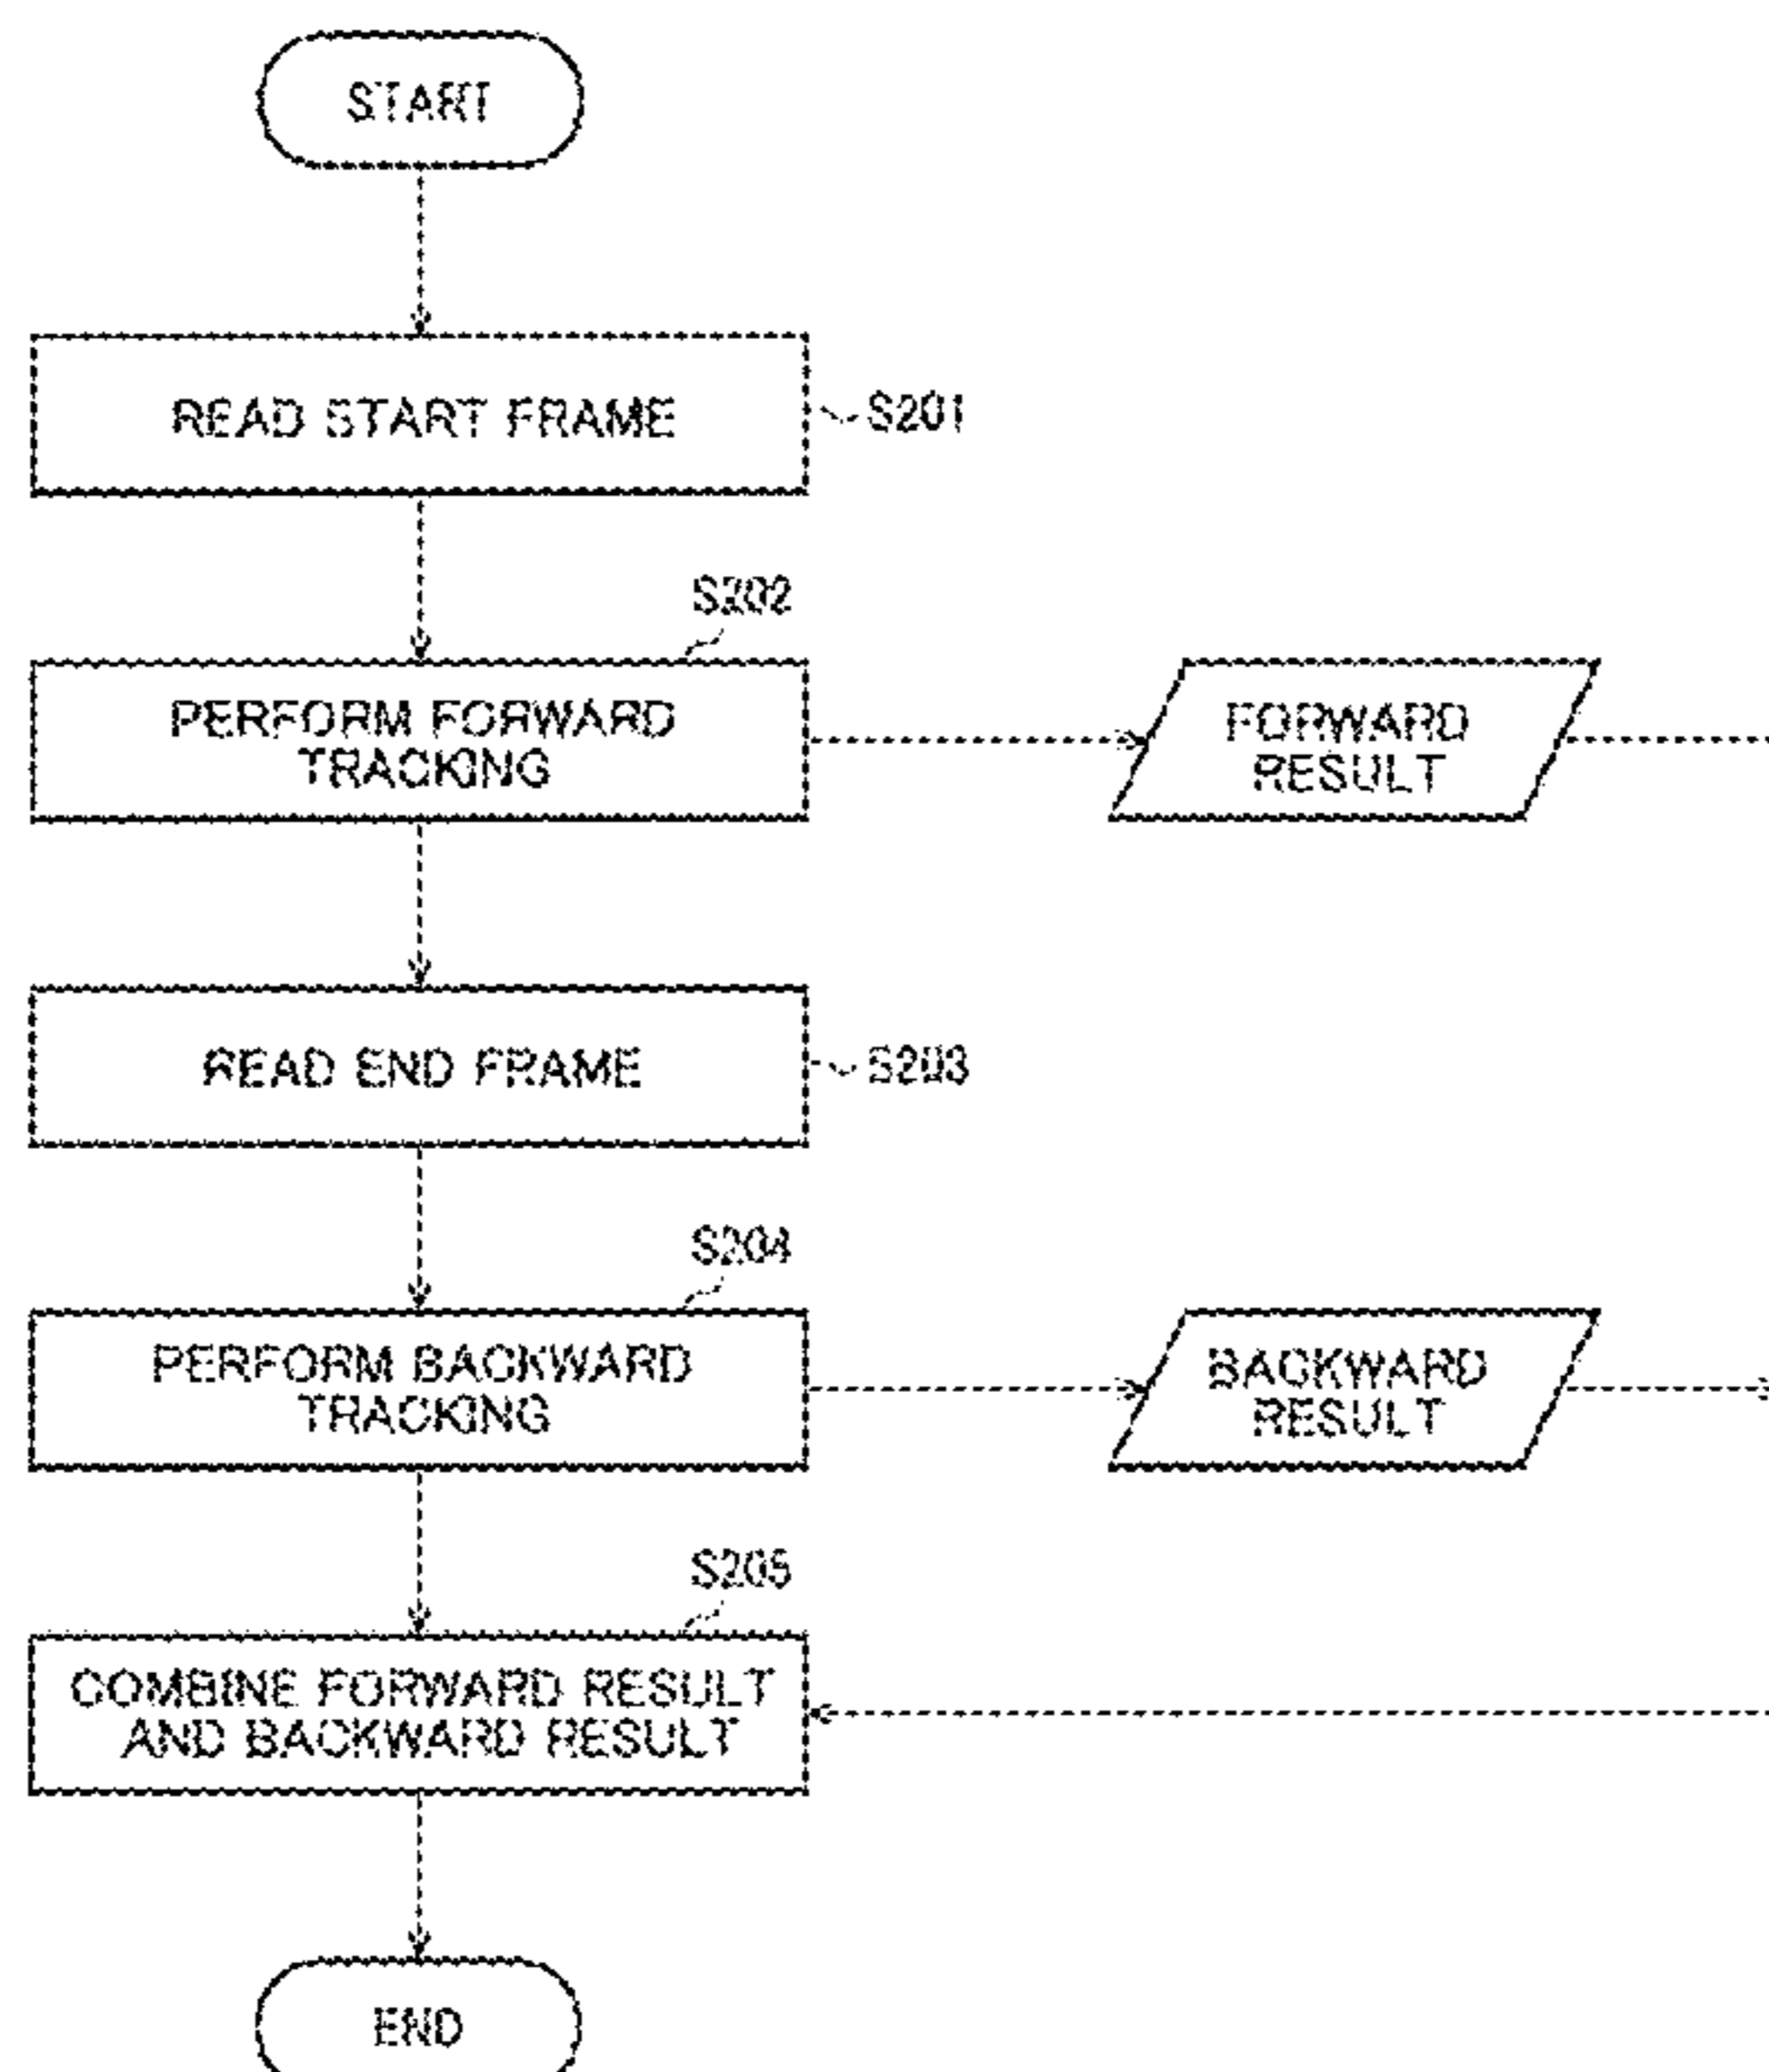 START
READ START FRAME
S201
S202
PERFORM FORWARD
TRACKING
FORWARD
RESULT
READ END FRAME
S203
S204
PERFORM BACKWARD
TRACKING
BACKWARD
RESULT
S205
COMBINE FORWARD RESULT
AND BACKWARD RESULT
END